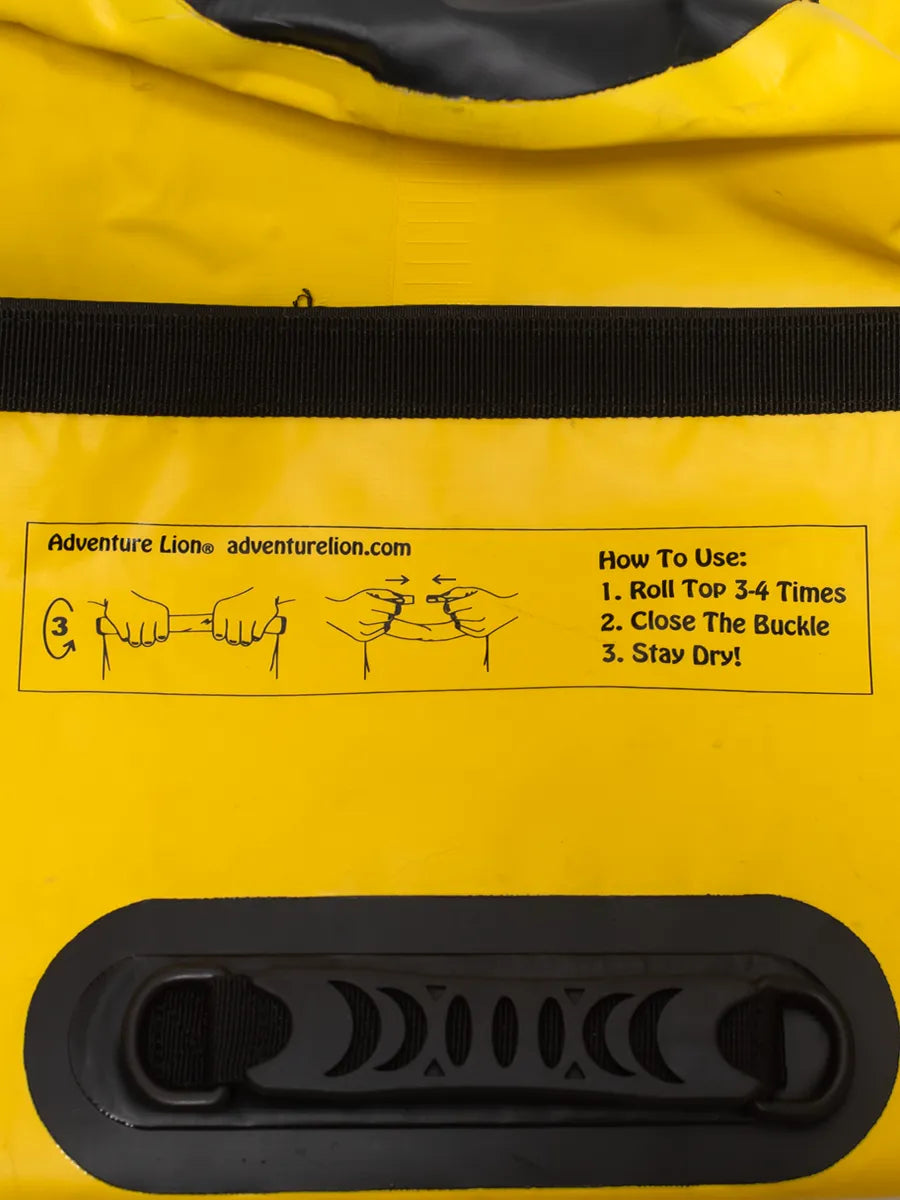 Adventure Lion® adventurelion.com
3
How To Use:
1. Roll Top 3-4 Times
2. Close The Buckle
3. Stay Dry!